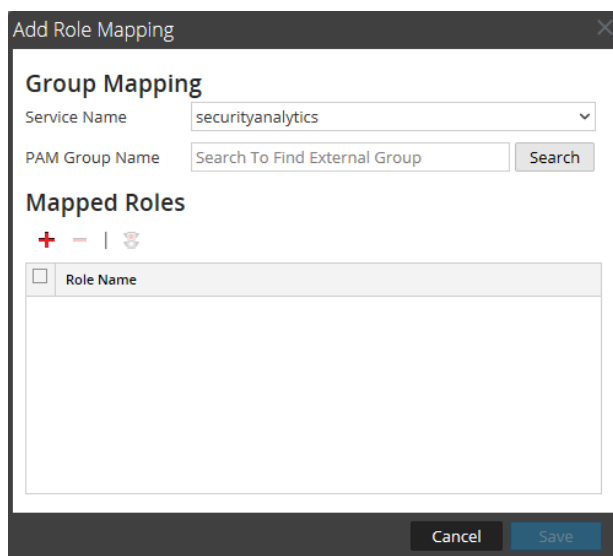 Add Role Mapping
Group Mapping
Service Name securityanalytics
PAM Group Name Search To Find External Group Search
Mapped Roles
Role Name
Cancel Save